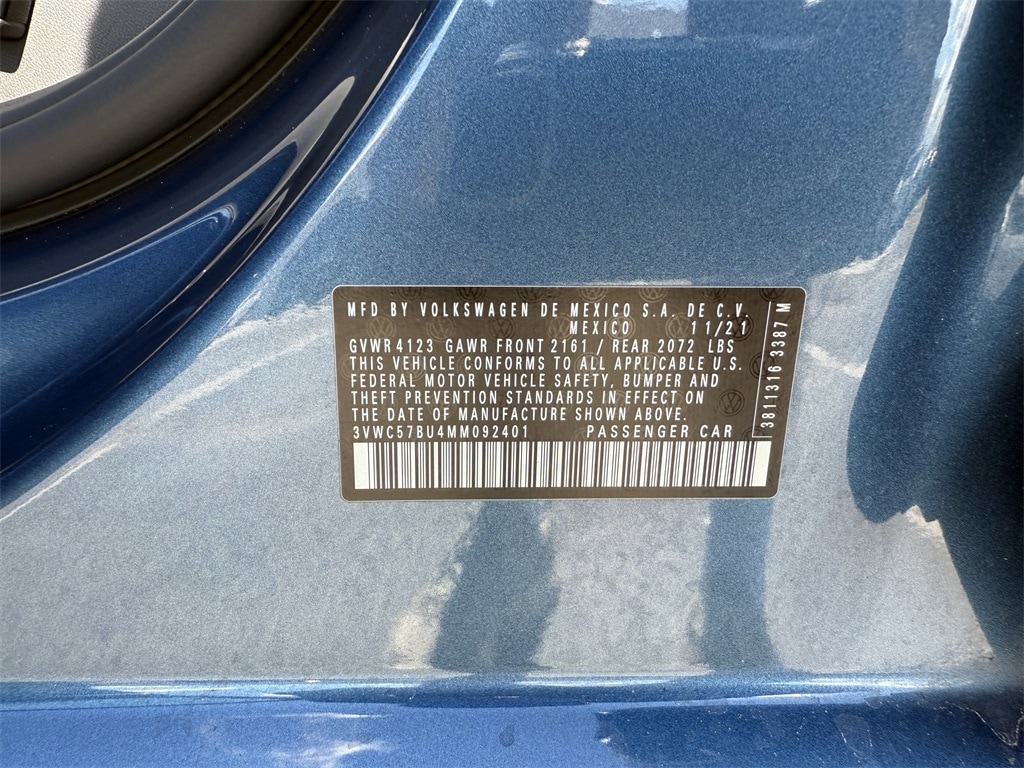 MFD BY VOLKSWAGEN DE MEXICO S.A. DE C.V.
MEXICO 11/21
GVWR 4123 GAWR FRONT 2161 / REAR 2072 LBS
THIS VEHICLE CONFORMS TO ALL APPLICABLE U.S.
FEDERAL MOTOR VEHICLE SAFETY, BUMPER AND
THEFT PREVENTION STANDARDS IN EFFECT ON
THE DATE OF MANUFACTURE SHOWN ABOVE.
3VWC57BU4MM092401 PASSENGER CAR
3811316 3387 M